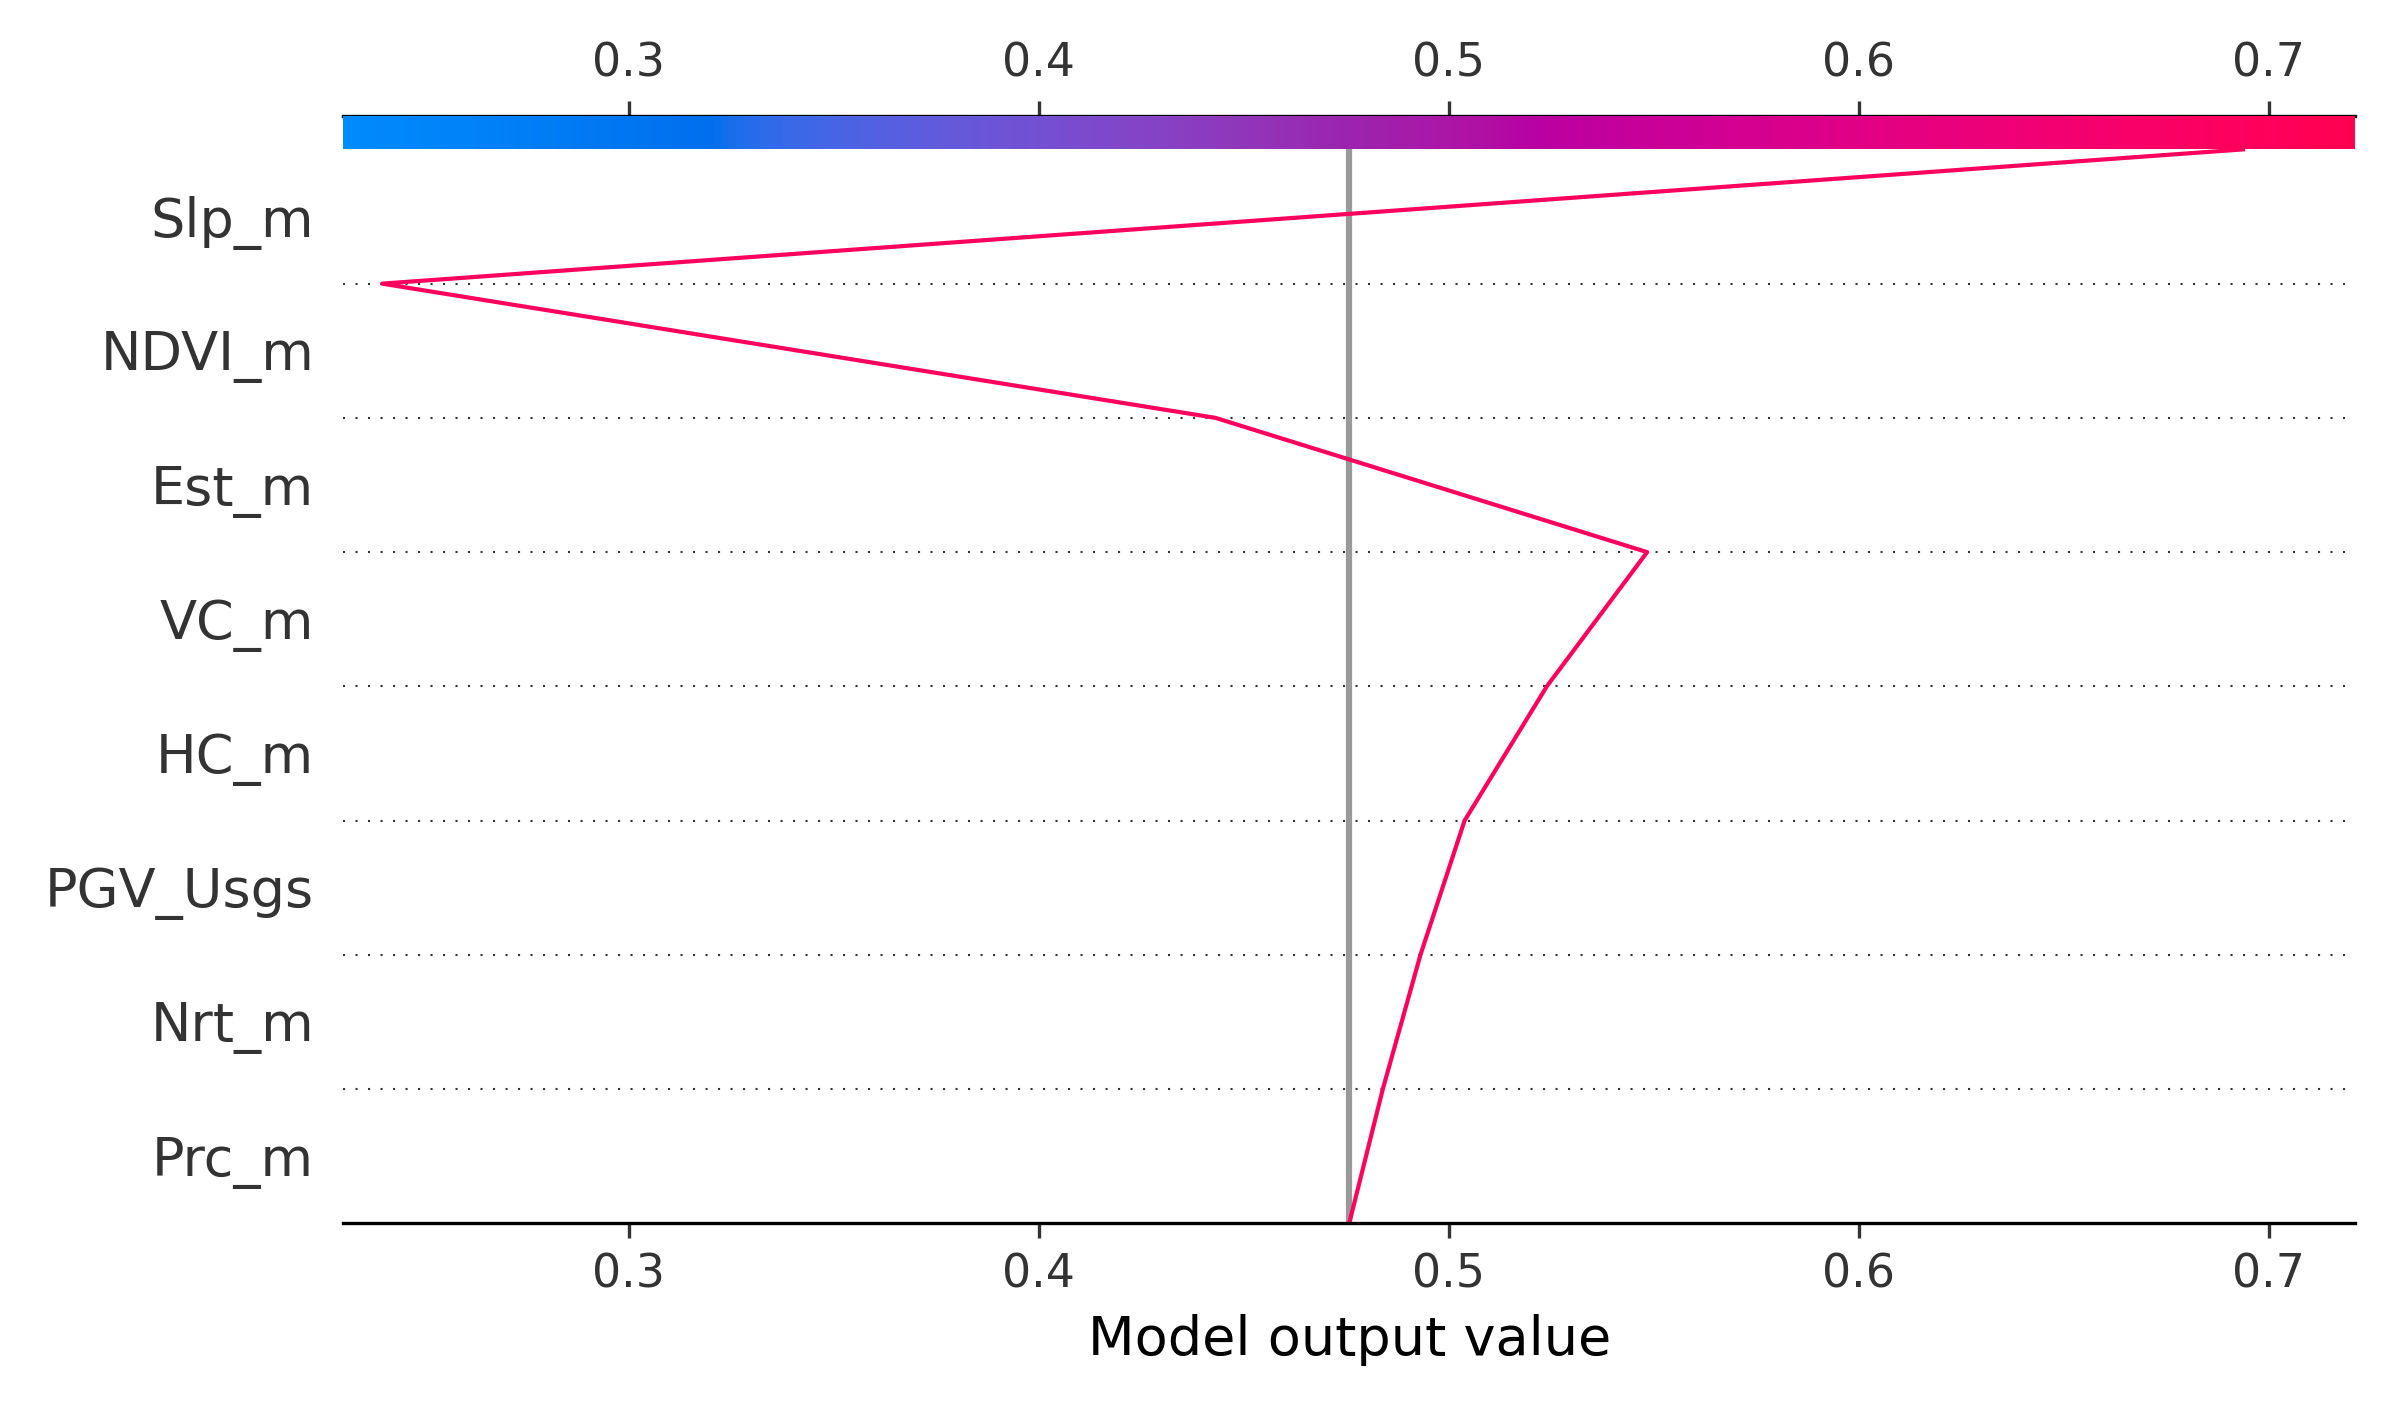 0.3 0.4 0.5 0.6 0.7
Slp_m
NDVI_m
Est_m
VC_m
HC_m
PGV_Usgs
Nrt_m
Prc_m
0.3 0.4 0.5 0.6 0.7
Model output value